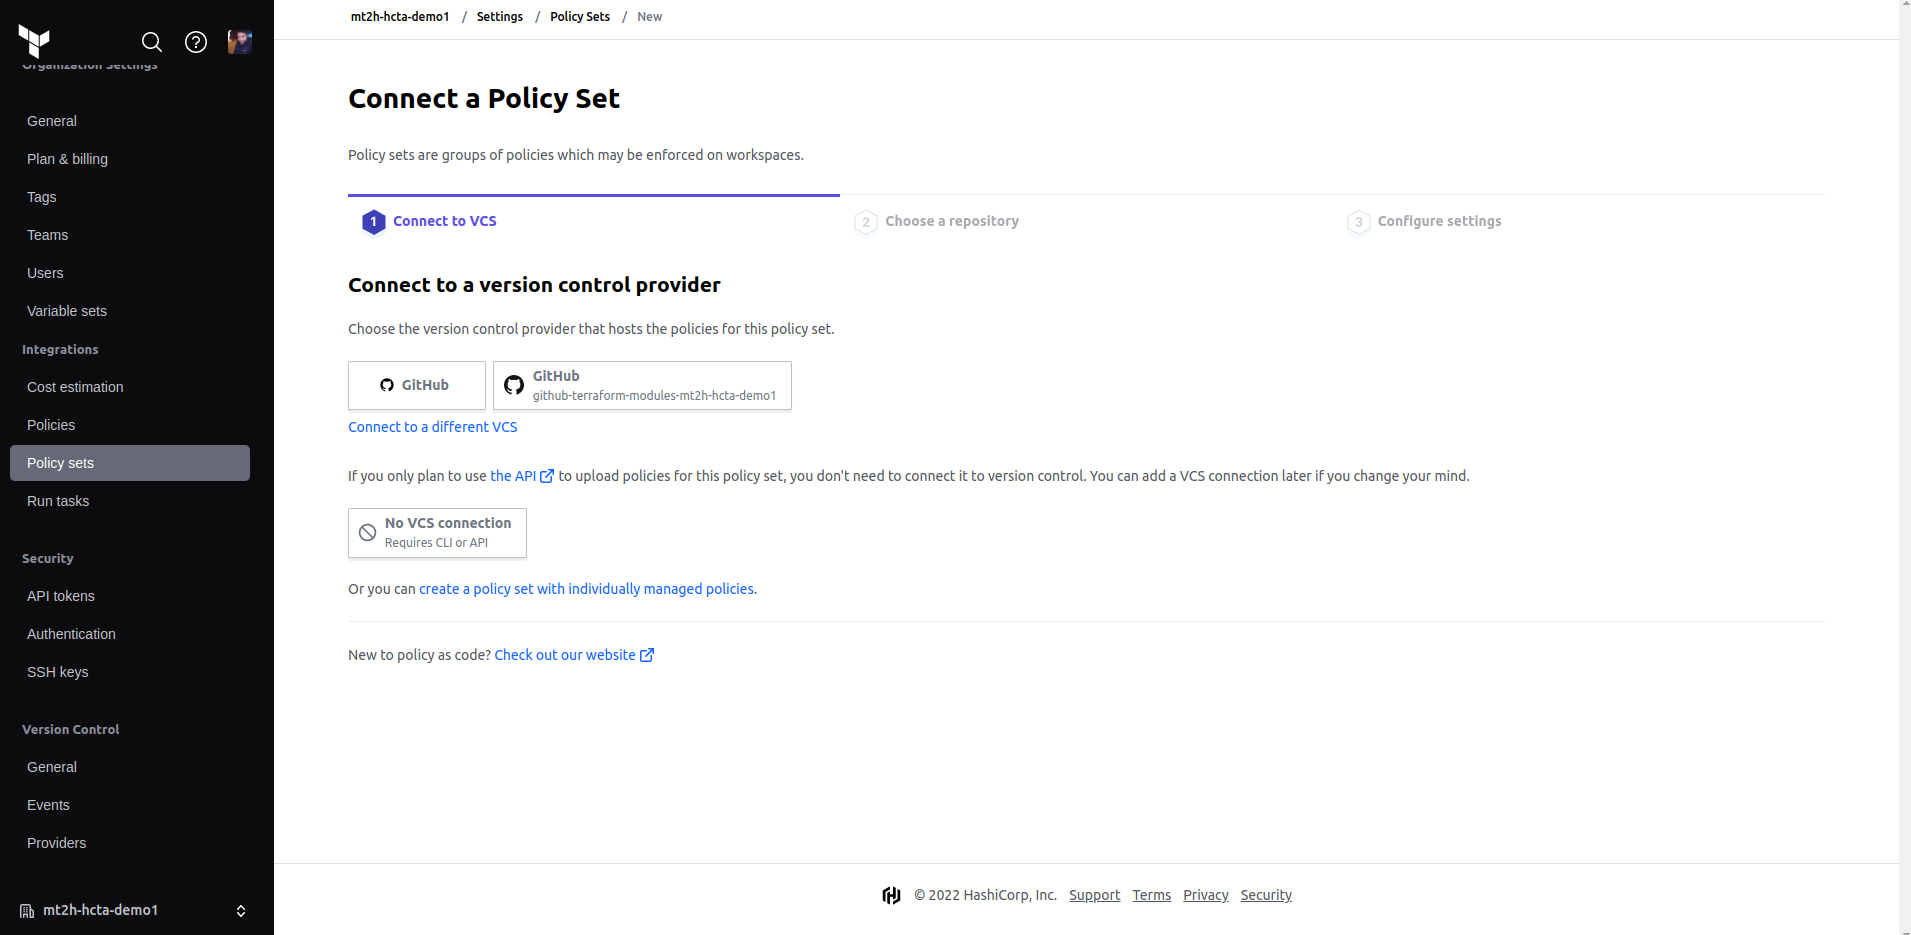 mt2h-hcta-demo1 / Settings / Policy Sets / New
Organization Settings
General
Plan & billing
Tags
Teams
Users
Variable sets
Integrations
Cost estimation
Policies
Policy sets
Run tasks
Security
API tokens
Authentication
SSH keys
Version Control
General
Events
Providers
mt2h-hcta-demo1
Connect a Policy Set
Policy sets are groups of policies which may be enforced on workspaces.
1 Connect to VCS
2 Choose a repository
3 Configure settings
Connect to a version control provider
Choose the version control provider that hosts the policies for this policy set.
GitHub
GitHub
github-terraform-modules-mt2h-hcta-demo1
Connect to a different VCS
If you only plan to use the API to upload policies for this policy set, you don't need to connect it to version control. You can add a VCS connection later if you change your mind.
No VCS connection
Requires CLI or API
Or you can create a policy set with individually managed policies.
New to policy as code? Check out our website
© 2022 HashiCorp, Inc. Support Terms Privacy Security